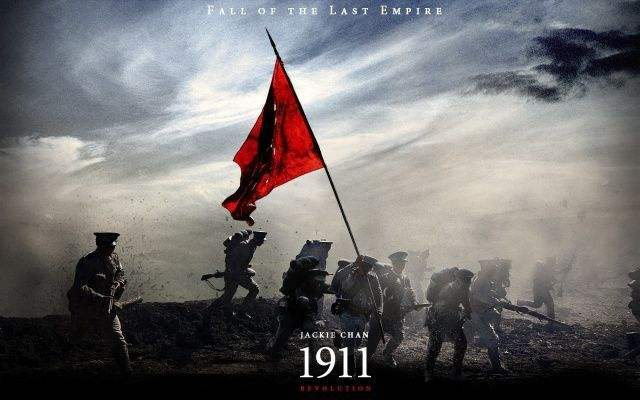 FALL OF THE LAST EMPIRE
JACKIE CHAN
1911
REVOLUTION